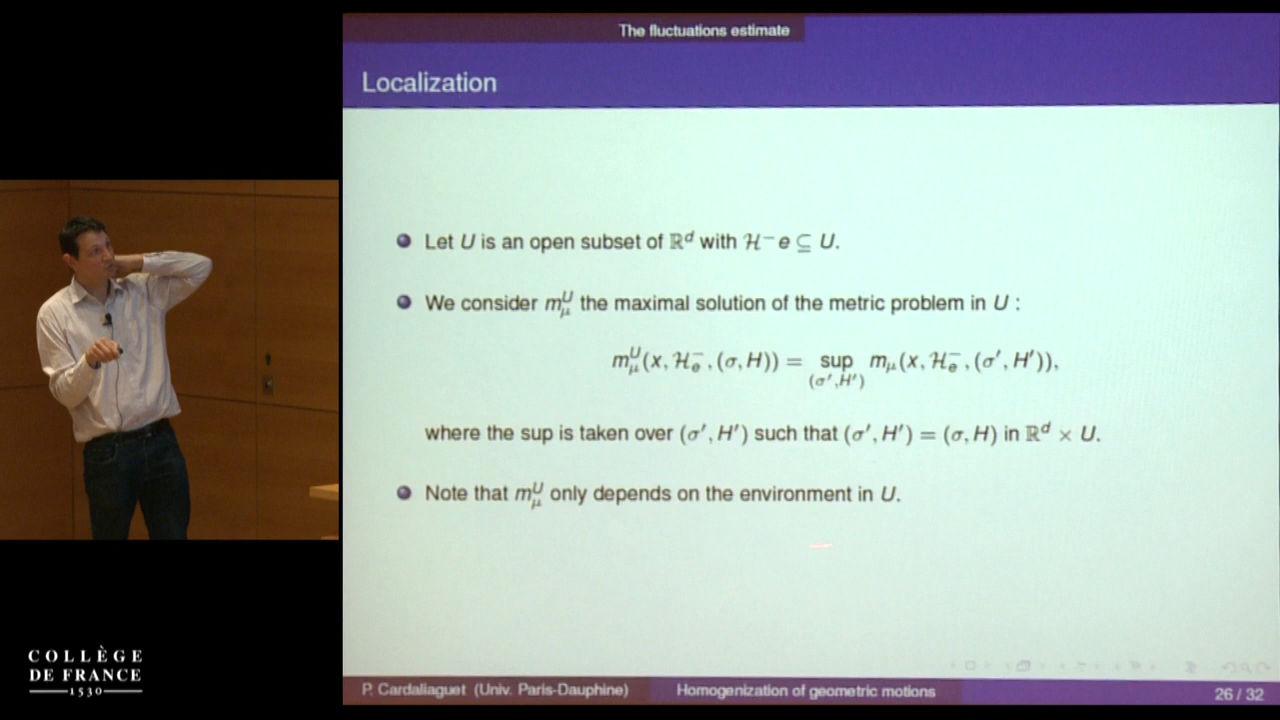 The fluctuations estimate
Localization
Let U is an open subset of ℝᵈ with ℋ⁻e ⊆ U.
We consider m_μ^U the maximal solution of the metric problem in U :
m_μ^U(x, ℋ_e^-, (σ, H)) = sup_{(σ′,H′)} m_μ(x, ℋ_e^-, (σ′, H′)),
where the sup is taken over (σ′, H′) such that (σ′, H′) = (σ, H) in ℝᵈ × U.
Note that m_μ^U only depends on the environment in U.
COLLÈGE
DE FRANCE
1530
P. Cardaliaguet (Univ. Paris-Dauphine)
Homogenization of geometric motions
26 / 32